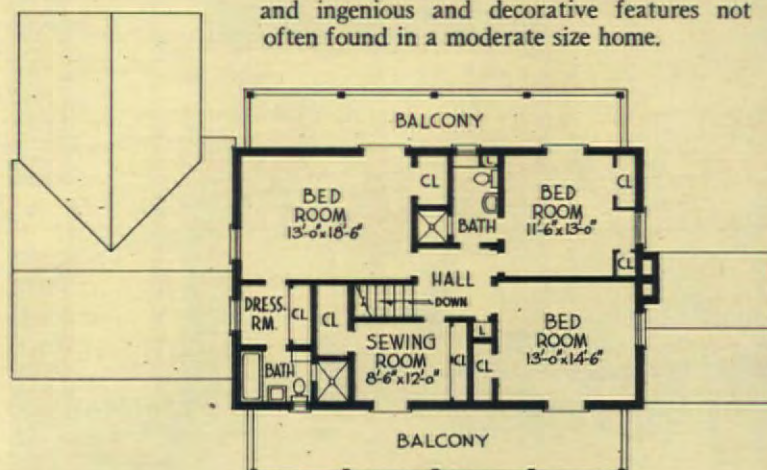 and ingenious and decorative features not
often found in a moderate size home.
BALCONY
BED
ROOM
13'-0"x18'-6"
CL
L
BATH
BED
ROOM
11'-6"x13'-0"
CL
CL
HALL
DOWN
DRESS.
RM.
CL
CL
SEWING
ROOM
8'-6"x12'-0"
CL
L
CL
BED
ROOM
13'-0"x14'-6"
BATH
BALCONY